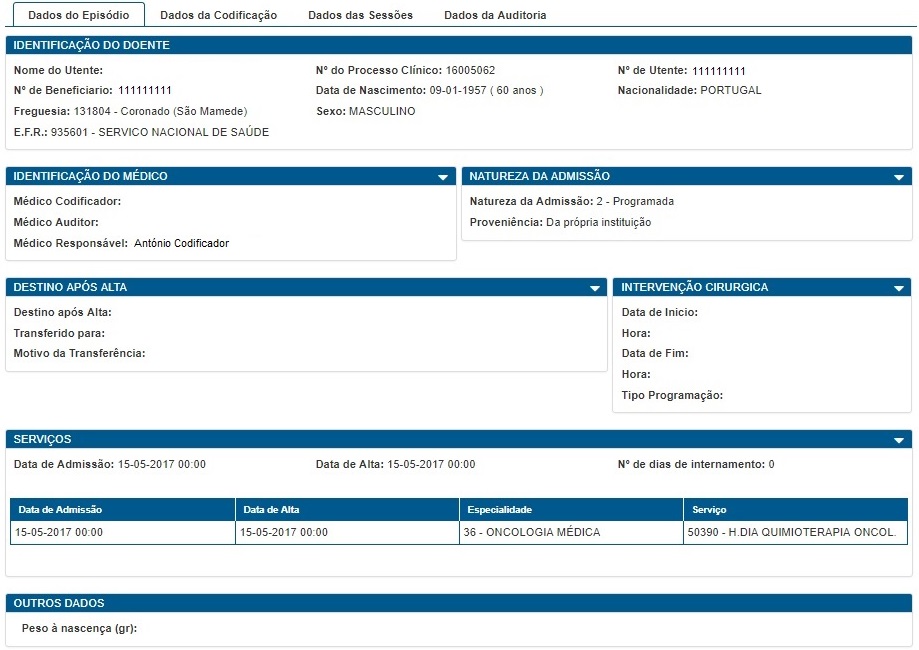 Dados do Episódio Dados da Codificação Dados das Sessões Dados da Auditoria
IDENTIFICAÇÃO DO DOENTE
Nome do Utente: Nº do Processo Clínico: 16005062 Nº de Utente: 111111111
Nº de Beneficiario: 111111111 Data de Nascimento: 09-01-1957 ( 60 anos ) Nacionalidade: PORTUGAL
Freguesia: 131804 - Coronado (São Mamede) Sexo: MASCULINO
E.F.R.: 935601 - SERVICO NACIONAL DE SAÚDE
IDENTIFICAÇÃO DO MÉDICO
Médico Codificador:
Médico Auditor:
Médico Responsável: António Codificador
NATUREZA DA ADMISSÃO
Natureza da Admissão: 2 - Programada
Proveniência: Da própria instituição
DESTINO APÓS ALTA
Destino após Alta:
Transferido para:
Motivo da Transferência:
INTERVENÇÃO CIRURGICA
Data de Inicio:
Hora:
Data de Fim:
Hora:
Tipo Programação:
SERVIÇOS
Data de Admissão: 15-05-2017 00:00 Data de Alta: 15-05-2017 00:00 Nº de dias de internamento: 0
Data de Admissão Data de Alta Especialidade Serviço
15-05-2017 00:00 15-05-2017 00:00 36 - ONCOLOGIA MÉDICA 50390 - H.DIA QUIMIOTERAPIA ONCOL.
OUTROS DADOS
Peso à nascença (gr):